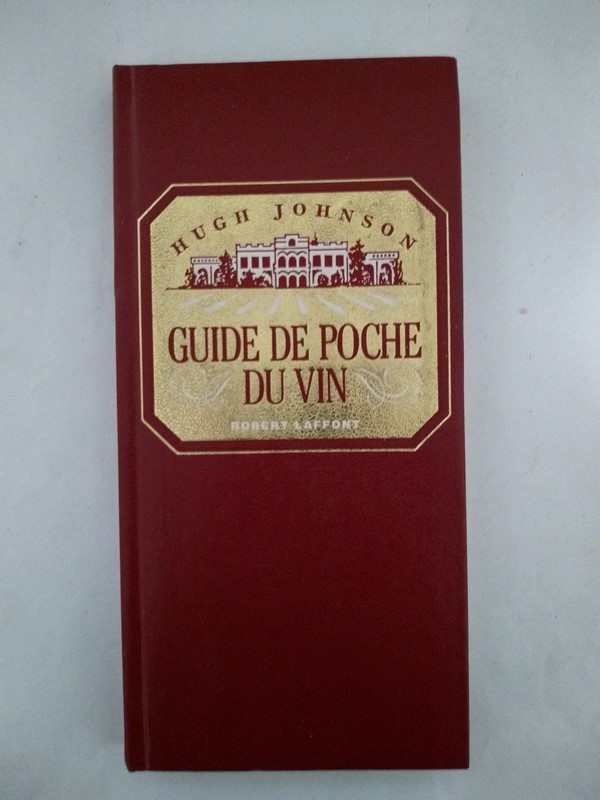 HUGH JOHNSON
GUIDE DE POCHE
DU VIN
ROBERT LAFFONT